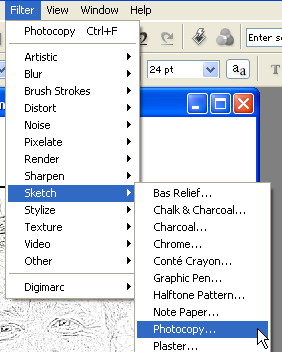 Filter View Window Help
Photocopy Ctrl+F
Enter s
Artistic
Blur
24 pt
aa
T
Brush Strokes
Distort
Noise
Pixelate
Render
Sharpen
Sketch
Stylize
Texture
Video
Other
Digimarc
Bas Relief...
Chalk & Charcoal...
Charcoal...
Chrome...
Conté Crayon...
Graphic Pen...
Halftone Pattern...
Note Paper...
Photocopy...
Plaster...